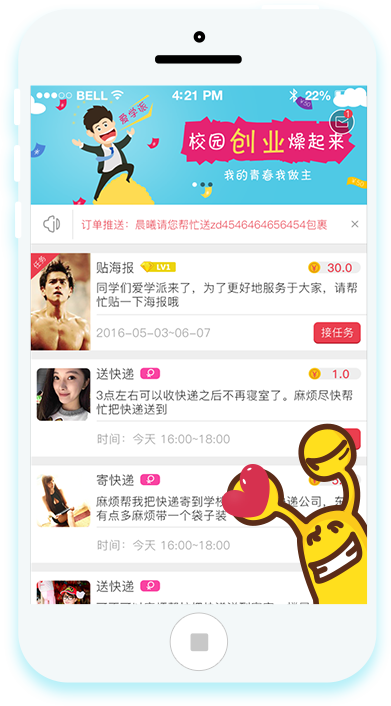 BELL 4:21 PM 22%
爱学派
校园创业燥起来
我的青春我做主
订单推送：晨曦请您帮忙送zd4546464656454包惠 ×
任务
贴海报 LV1 30.0
同学们爱学派来了，为了更好地服务于大家，请帮
忙贴一下海报哦
2016-05-03~06-07 接任务
送快递 1.0
3点左右可以收快递之后不再寝室了。麻烦尽快帮
忙把快递送到
时间：今天 16:00~18:00
寄快递
麻烦帮我把快递寄到学校
递公司，
有点多麻烦带一个袋子装
时间：今天 16:00~18:00
送快递